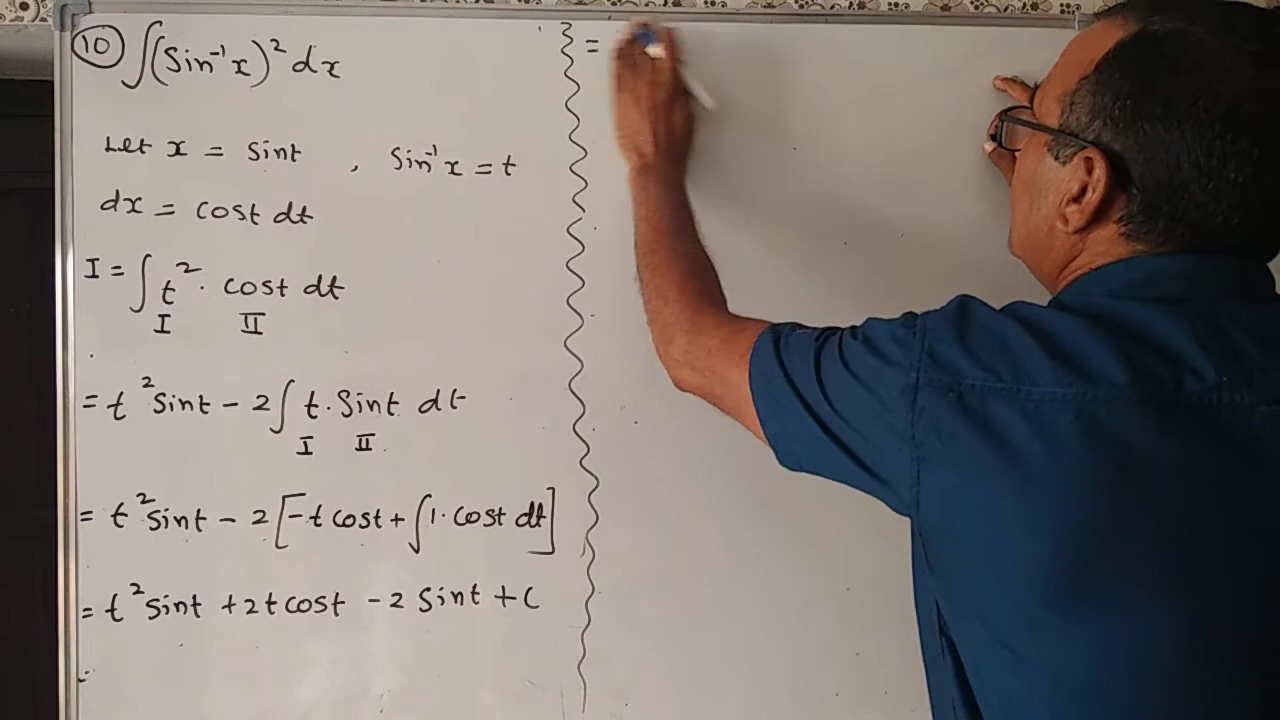 10 ∫(Sin⁻¹x)² dx
Let x = Sint , Sin⁻¹x = t
dx = cost dt
I = ∫ t² . cost dt
I II
= t² Sint - 2 ∫ t . Sint dt
I II
= t² Sint - 2 [-t cost + ∫ 1 . cost dt]
= t² Sint + 2t cost - 2 Sint + C
=